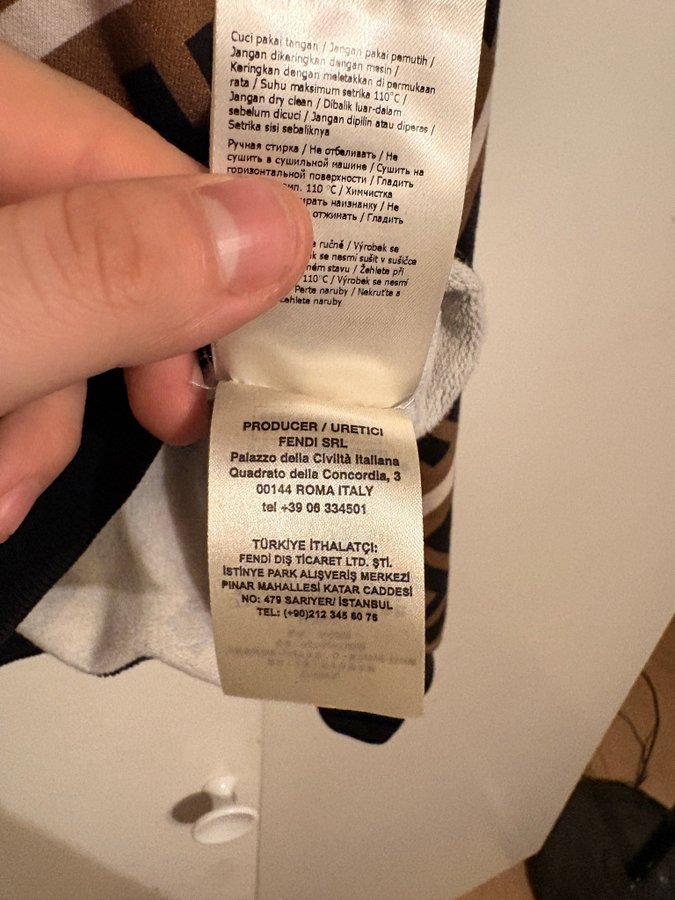 Cuci pakai tangan / Jangan pakai pemutih /
Jangan dikeringkan dengan mesin /
Keringkan dengan meletakkan di permukaan
rata / Suhu maksimum setrika 110°C /
Jangan dry clean / Dibalik luar-dalam
sebelum dicuci / Jangan dipilin atau diperas /
Setrika sisi sebaliknya
Ручная стирка / Не отбеливать / Не
сушить в сушильной машине / Сушить на
горизонтальной поверхности / Гладить
110 °C / Химчистка
наизнанку / Не
отжимать / Гладить
ručně / Výrobek se
se nesmí sušit v sušičce
stavu / Žehlete při
110°C / Výrobek se nesmí
Perte naruby / Nekruťte a
naruby
PRODUCER / URETICI
FENDI SRL
Palazzo della Civiltà Italiana
Quadrato della Concordia, 3
00144 ROMA ITALY
tel +39 06 334501
TÜRKİYE İTHALATÇI:
FENDİ DIŞ TİCARET LTD. ŞTİ.
İSTİNYE PARK ALIŞVERİŞ MERKEZİ
PINAR MAHALLESİ KATAR CADDESİ
NO: 479 SARIYER/ İSTANBUL
TEL: (+90)212 345 60 76